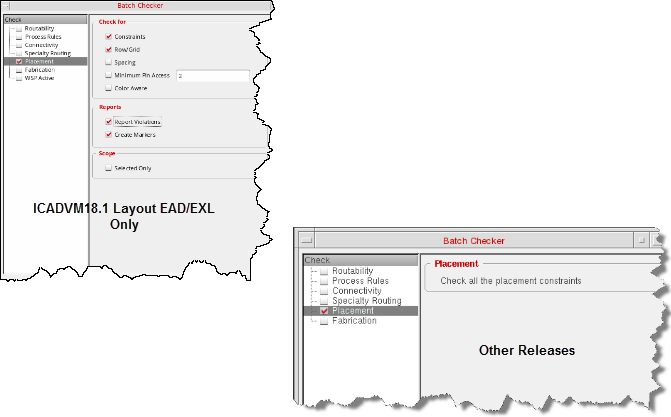 Batch Checker
Check
Routability
Process Rules
Connectivity
Specialty Routing
Placement
Fabrication
WSP Active
Check for
Constraints
Row/Grid
Spacing
Minimum Pin Access
2
Color Aware
Reports
Report Violations
Create Markers
Scope
Selected Only
ICADVM18.1 Layout EAD/EXL
Only
Batch Checker
Check
Routability
Process Rules
Connectivity
Specialty Routing
Placement
Fabrication
Placement
Check all the placement constraints
Other Releases